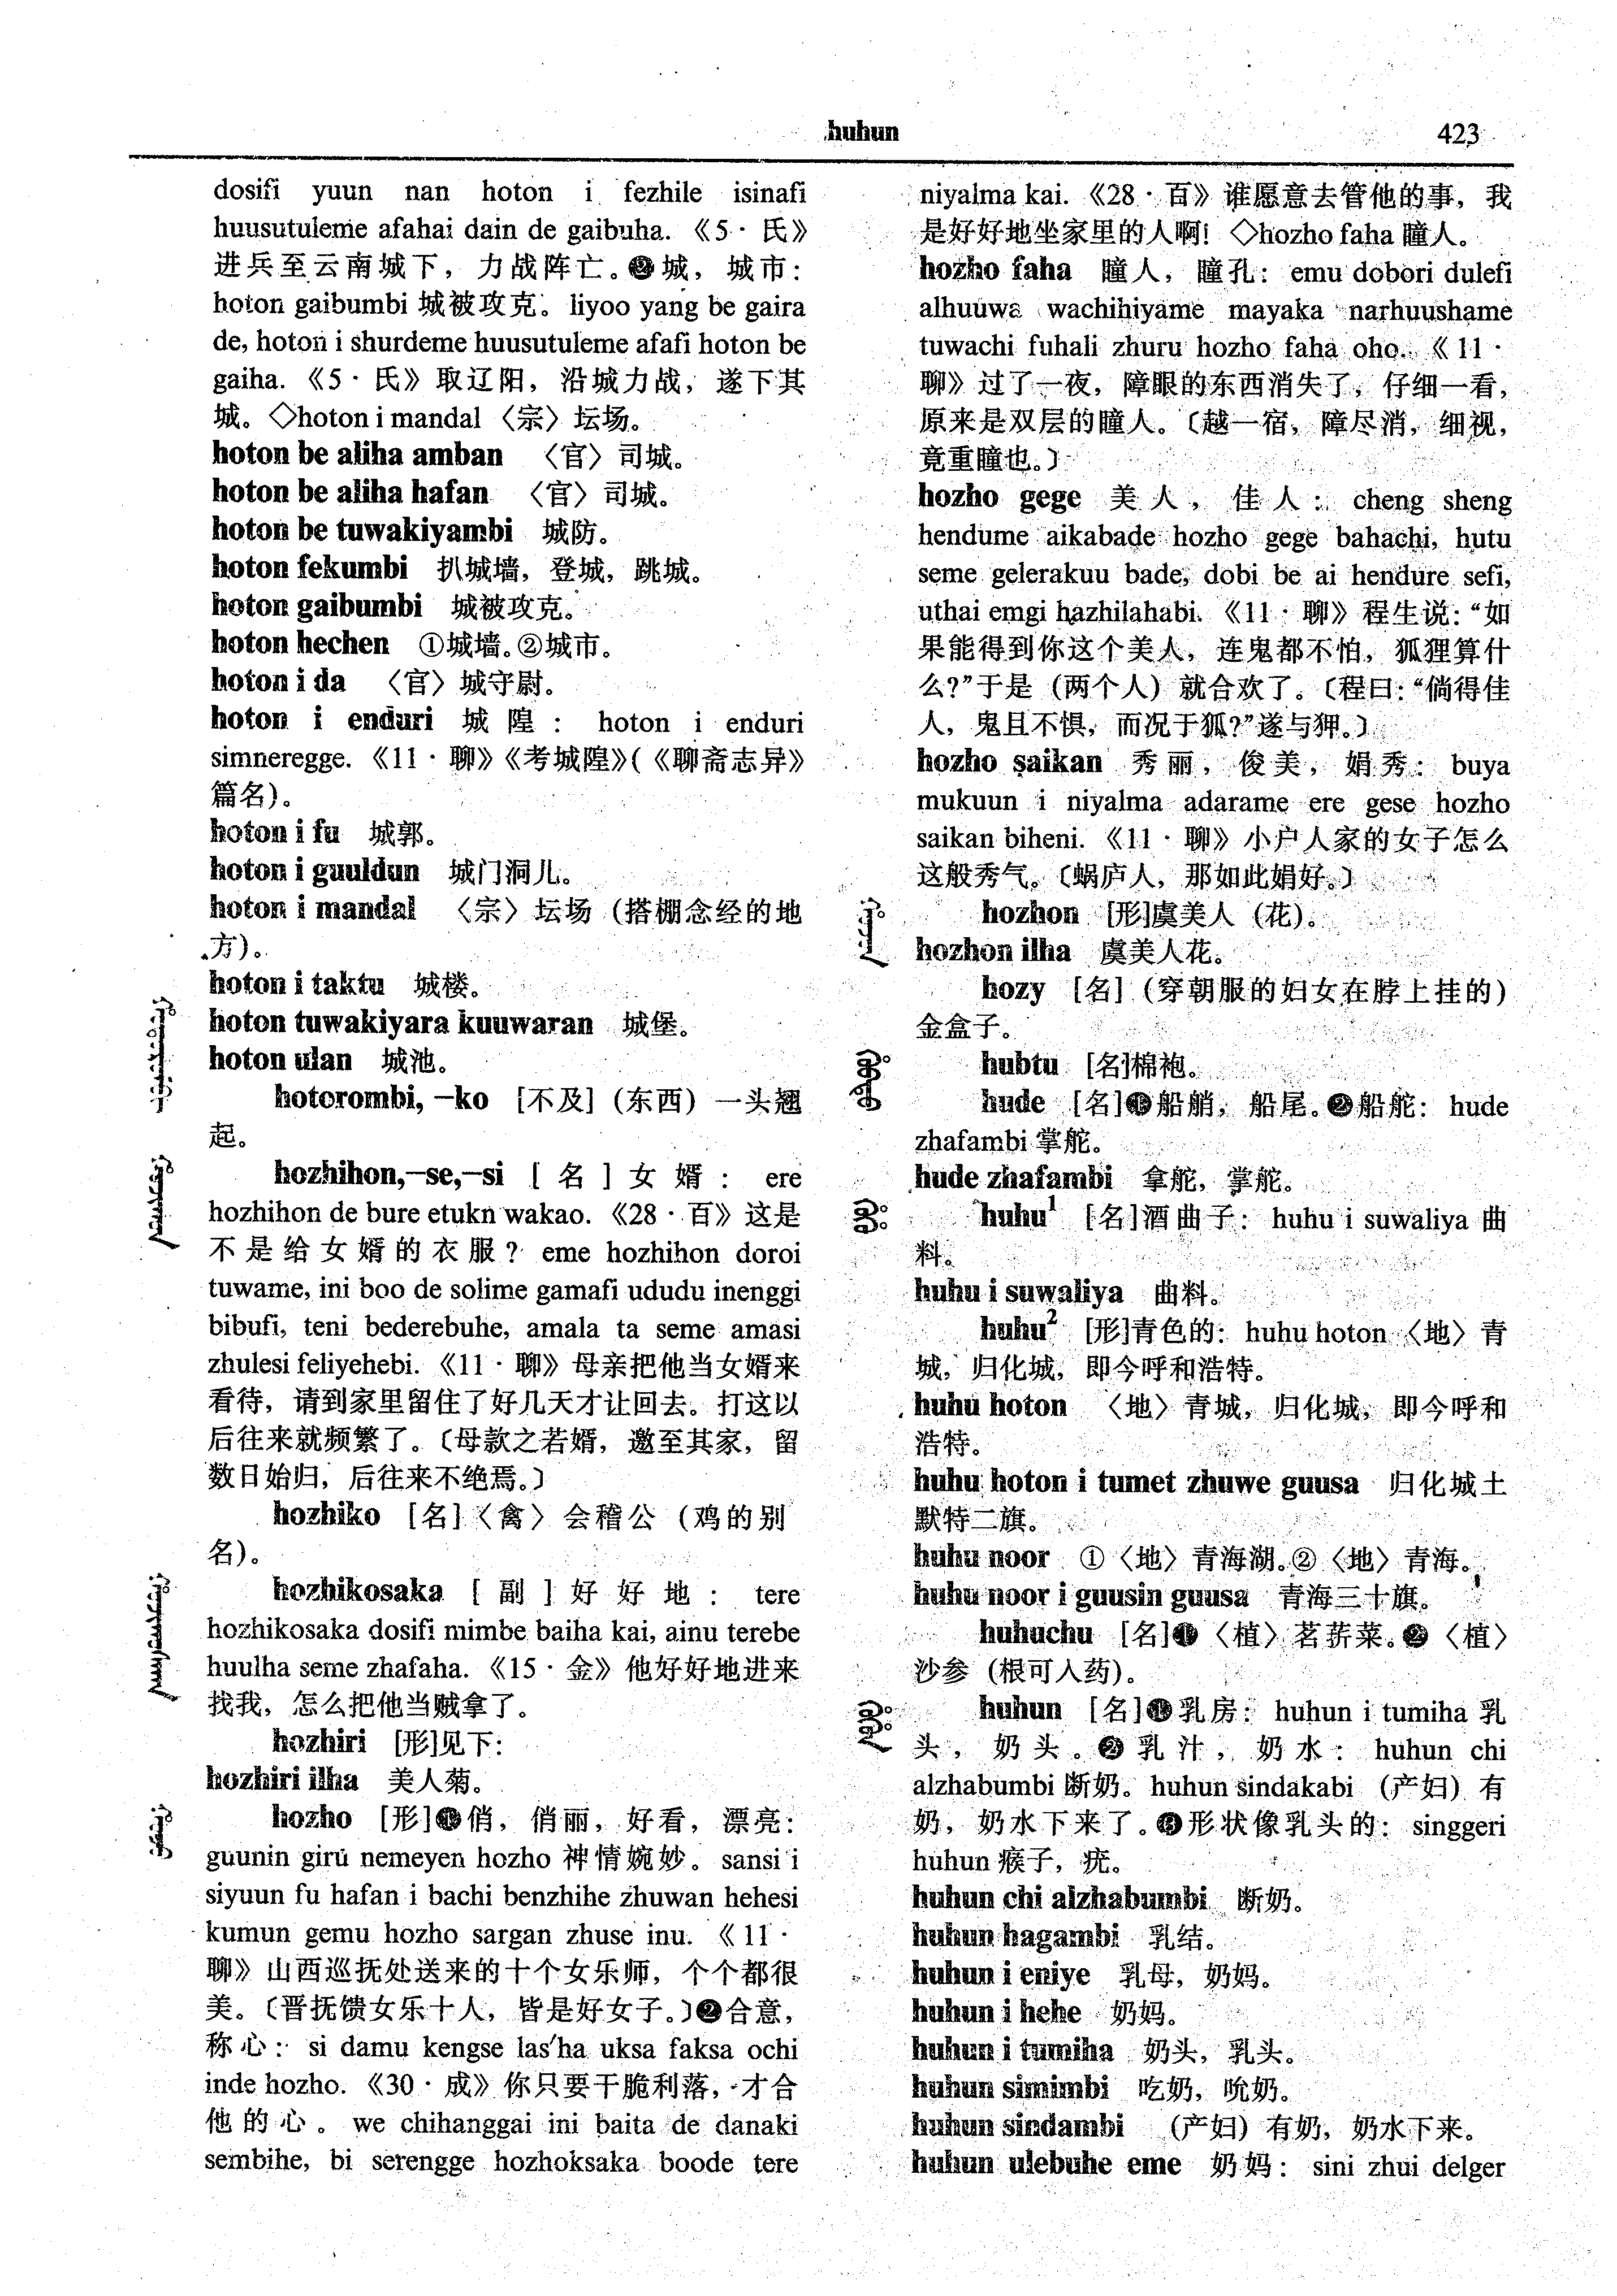 huhun
423
dosifi yuun nan hoton i fezhile isinafi
huusutuleme afahai dain de gaibuha. 《5·氏》
进兵至云南城下，力战阵亡。❷城，城市：
hoton gaibumbi 城被攻克。liyoo yang be gaira
de, hoton i shurdeme huusutuleme afafi hoton be
gaiha. 《5·氏》取辽阳，沿城力战，遂下其
城。◇hoton i mandal〈宗〉坛场。
hoton be aliha amban 〈官〉司城。
hoton be aliha hafan 〈官〉司城。
hoton be tuwakiyambi 城防。
hoton fekumbi 扒城墙，登城，跳城。
hoton gaibumbi 城被攻克。
hoton hechen ①城墙。②城市。
hoton i da 〈官〉城守尉。
hoton i enduri 城隍： hoton i enduri
simneregge. 《11·聊》《考城隍》(《聊斋志异》
篇名)。
hoton i fu 城郭。
hoton i guuldun 城门洞儿。
hoton i mandal 〈宗〉坛场（搭棚念经的地
方）。
hoton i taktu 城楼。
hoton tuwakiyara kuuwaran 城堡。
hoton ulan 城池。
hotorombi, -ko [不及]（东西）一头翘
起。
hozhihon,-se,-si [名]女婿： ere
hozhihon de bure etukn wakao. 《28·百》这是
不是给女婿的衣服？ eme hozhihon doroi
tuwame, ini boo de solime gamafi ududu inenggi
bibufi, teni bederebuhe, amala ta seme amasi
zhulesi feliyehebi. 《11·聊》母亲把他当女婿来
看待，请到家里留住了好几天才让回去。打这以
后往来就频繁了。〔母款之若婿，邀至其家，留
数日始归，后往来不绝焉。〕
hozhiko [名]〈禽〉会稽公（鸡的别
名）。
hozhikosaka [副]好好地： tere
hozhikosaka dosifi mimbe baiha kai, ainu terebe
huulha seme zhafaha. 《15·金》他好好地进来
找我，怎么把他当贼拿了。
hozhiri [形]见下：
hozhiri ilha 美人菊。
hozho [形]❶俏，俏丽，好看，漂亮：
guunin giru nemeyen hozho 神情婉妙。sansi i
siyuun fu hafan i bachi benzhihe zhuwan hehesi
kumun gemu hozho sargan zhuse inu. 《11·
聊》山西巡抚处送来的十个女乐师，个个都很
美。〔晋抚馈女乐十人，皆是好女子。〕❷合意，
称心： si damu kengse las'ha uksa faksa ochi
inde hozho. 《30·成》你只要干脆利落，才合
他的心。 we chihanggai ini baita de danaki
sembihe, bi serengge hozhoksaka boode tere
niyalma kai. 《28·百》谁愿意去管他的事，我
是好好地坐家里的人啊！◇hozho faha 瞳人。
hozho faha 瞳人，瞳孔： emu dobori dulefi
alhuuwa wachihiyame mayaka narhuushame
tuwachi fuhali zhuru hozho faha oho. 《11·
聊》过了一夜，障眼的东西消失了，仔细一看，
原来是双层的瞳人。〔越一宿，障尽消，细视，
竟重瞳也。〕
hozho gege 美人，佳人： cheng sheng
hendume aikabade hozho gege bahachi, hutu
seme gelerakuu bade, dobi be ai hendure sefi,
uthai emgi hazhilahabi. 《11·聊》程生说：“如
果能得到你这个美人，连鬼都不怕，狐狸算什
么？”于是（两个人）就合欢了。〔程曰：“倘得佳
人，鬼且不惧，而况于狐？”遂与狎。〕
hozho saikan 秀丽，俊美，娟秀： buya
mukuun i niyalma adarame ere gese hozho
saikan biheni. 《11·聊》小户人家的女子怎么
这般秀气。〔蜗庐人，那如此娟好。〕
hozhon [形]虞美人（花）。
hozhon ilha 虞美人花。
hozy [名]（穿朝服的妇女在脖上挂的）
金盒子。
hubtu [名]棉袍。
hude [名]❶船艄，船尾。❷船舵： hude
zhafambi 掌舵。
hude zhafambi 拿舵，掌舵。
huhu¹ [名]酒曲子： huhu i suwaliya 曲
料。
huhu i suwaliya 曲料。
huhu² [形]青色的： huhu hoton〈地〉青
城，归化城，即今呼和浩特。
huhu hoton 〈地〉青城，归化城，即今呼和
浩特。
huhu hoton i tumet zhuwe guusa 归化城土
默特二旗。
huhu noor ①〈地〉青海湖。②〈地〉青海。
huhu noor i guusin guusa 青海三十旗。
huhuchu [名]❶〈植〉茗荞菜。❷〈植〉
沙参（根可入药）。
huhun [名]❶乳房： huhun i tumiha 乳
头，奶头。❷乳汁，奶水： huhun chi
alzhabumbi 断奶。huhun sindakabi （产妇）有
奶，奶水下来了。❸形状像乳头的： singgeri
huhun 瘊子，疣。
huhun chi alzhabumbi 断奶。
huhun hagambi 乳结。
huhun i eniye 乳母，奶妈。
huhun i hehe 奶妈。
huhun i tumiha 奶头，乳头。
huhun simimbi 吃奶，吮奶。
huhun sindambi （产妇）有奶，奶水下来。
huhun ulebuhe eme 奶妈： sini zhui delger